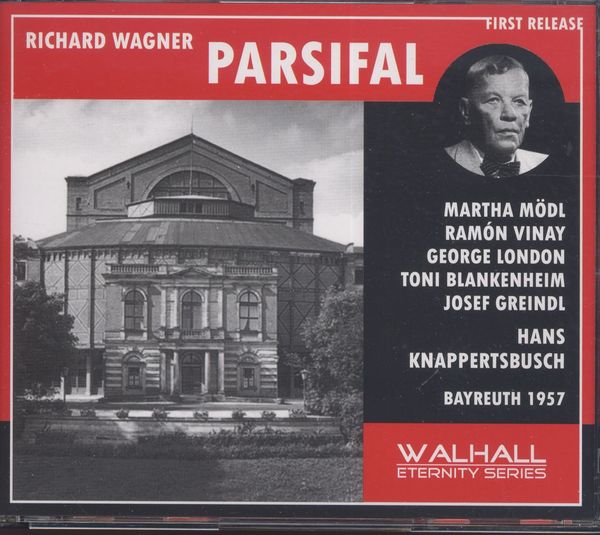 FIRST RELEASE
RICHARD WAGNER
PARSIFAL
MARTHA MÖDL
RAMÓN VINAY
GEORGE LONDON
TONI BLANKENHEIM
JOSEF GREINDL
HANS
KNAPPERTSBUSCH
BAYREUTH 1957
WALHALL
ETERNITY SERIES